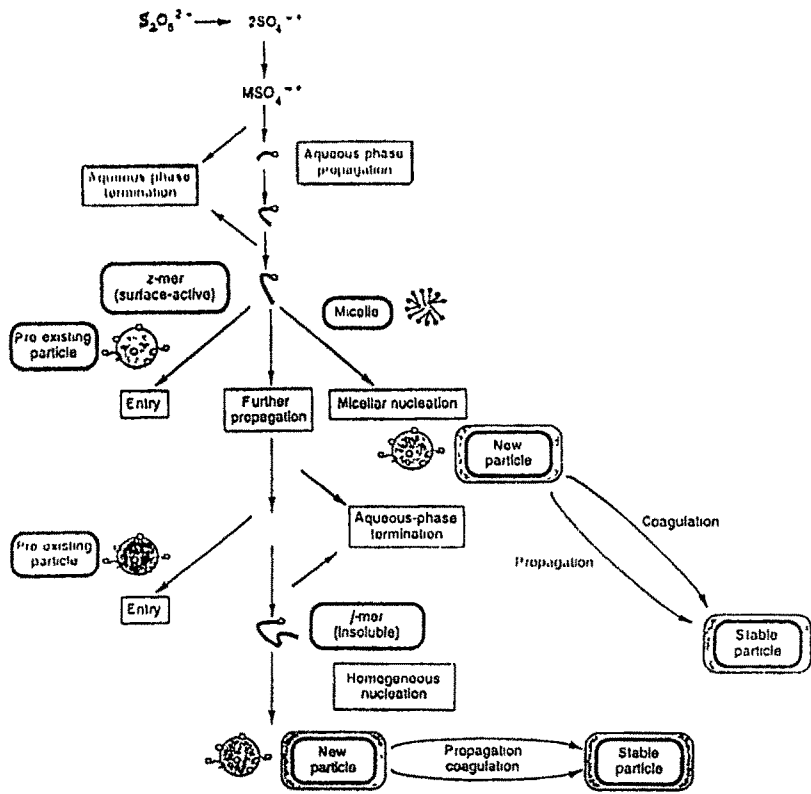 S₂O₈²⁻ → 2SO₄⁻•
MSO₄⁻•
Aqueous phase
propagation
Aqueous phase
termination
z-mer
(surface-active)
Micelle
Pre existing
particle
Entry
Further
propagation
Micellar nucleation
New
particle
Coagulation
Aqueous-phase
termination
Propagation
Pre existing
particle
Entry
j-mer
(insoluble)
Stable
particle
Homogeneous
nucleation
New
particle
Propagation
coagulation
Stable
particle